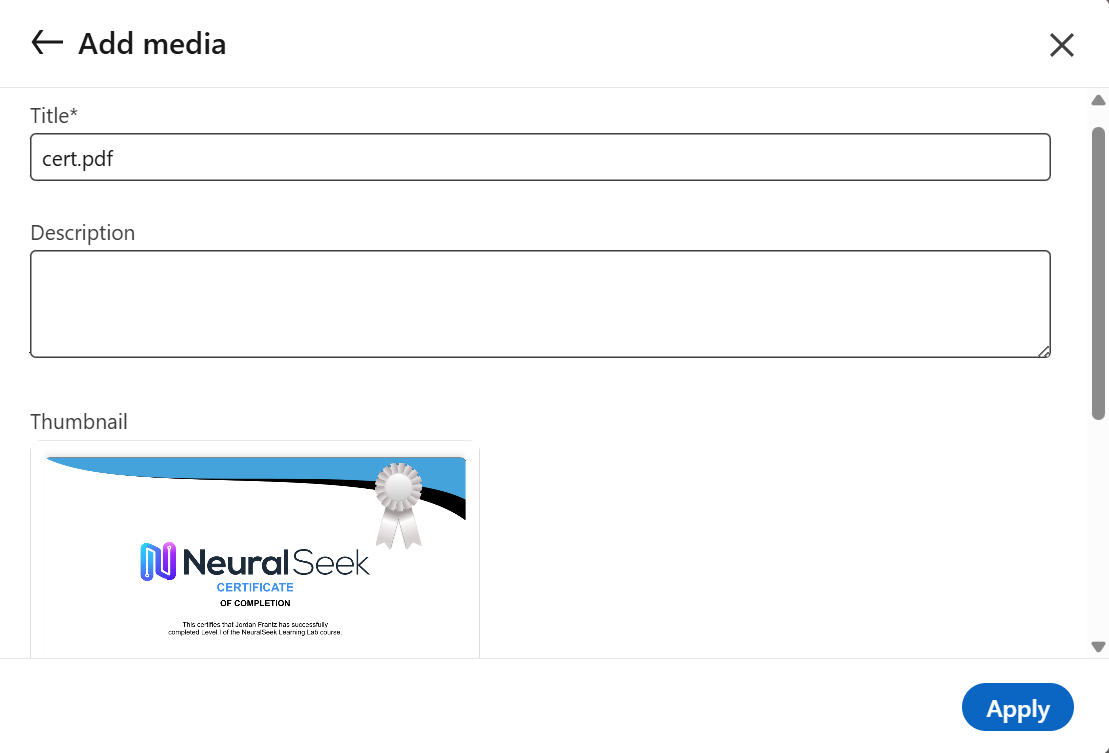 Add media
Title*
cert.pdf
Description
Thumbnail
NeuralSeek
CERTIFICATE
OF COMPLETION
This certifies that Jordan Frantz has successfully
completed Level I of the NeuralSeek Learning Lab course.
Apply